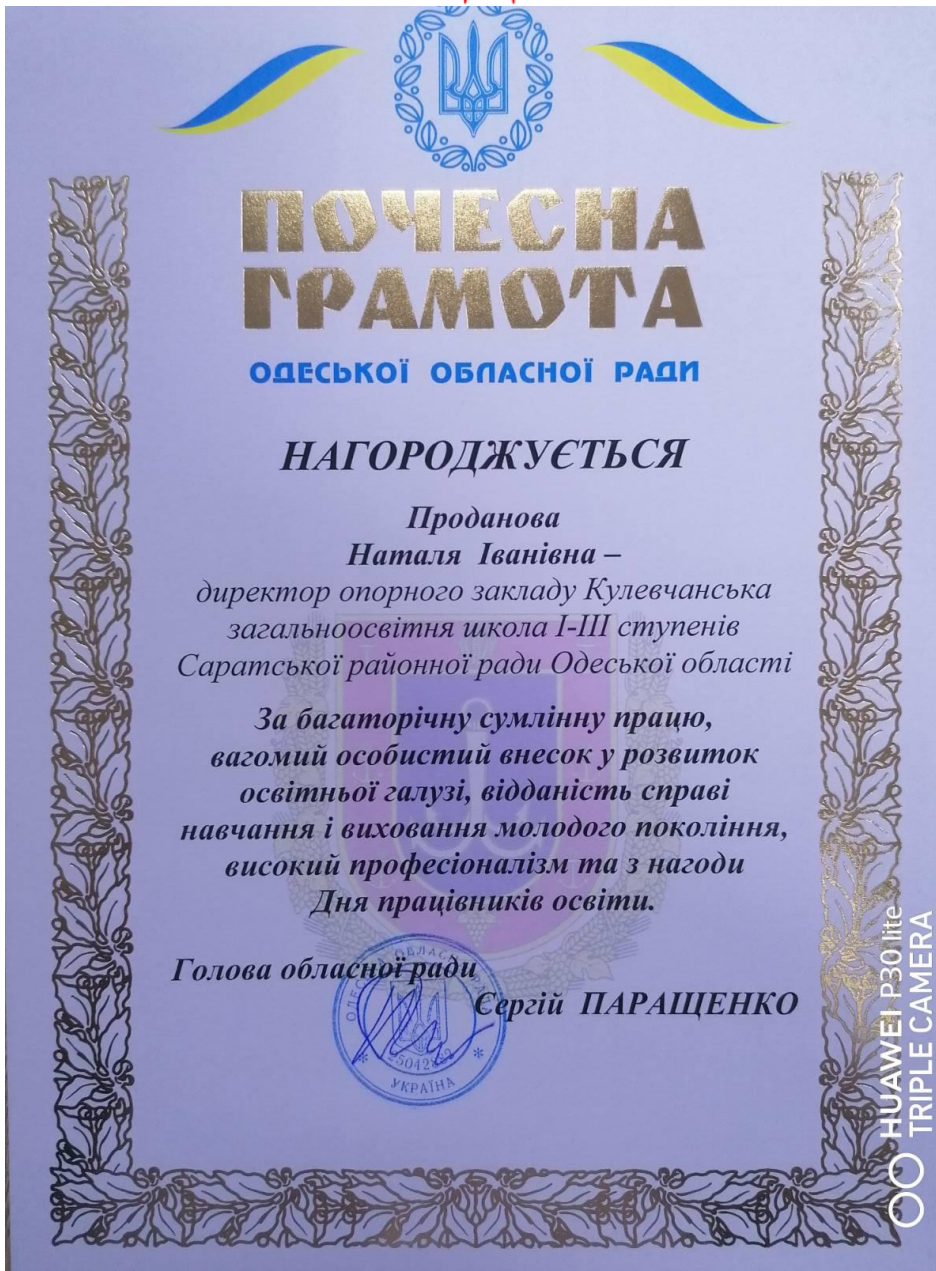 ПОЧЕСНА
ГРАМОТА
ОДЕСЬКОЇ ОБЛАСНОЇ РАДИ
НАГОРОДЖУЄТЬСЯ
Проданова
Наталя Іванівна –
директор опорного закладу Кулевчанська
загальноосвітня школа І-ІІІ ступенів
Саратської районної ради Одеської області
За багаторічну сумлінну працю,
вагомий особистий внесок у розвиток
освітньої галузі, відданість справі
навчання і виховання молодого покоління,
високий професіоналізм та з нагоди
Дня працівників освіти.
Голова обласної ради
Сергій ПАРАЩЕНКО
УКРАЇНА
HUAWEI P30 lite
TRIPLE CAMERA